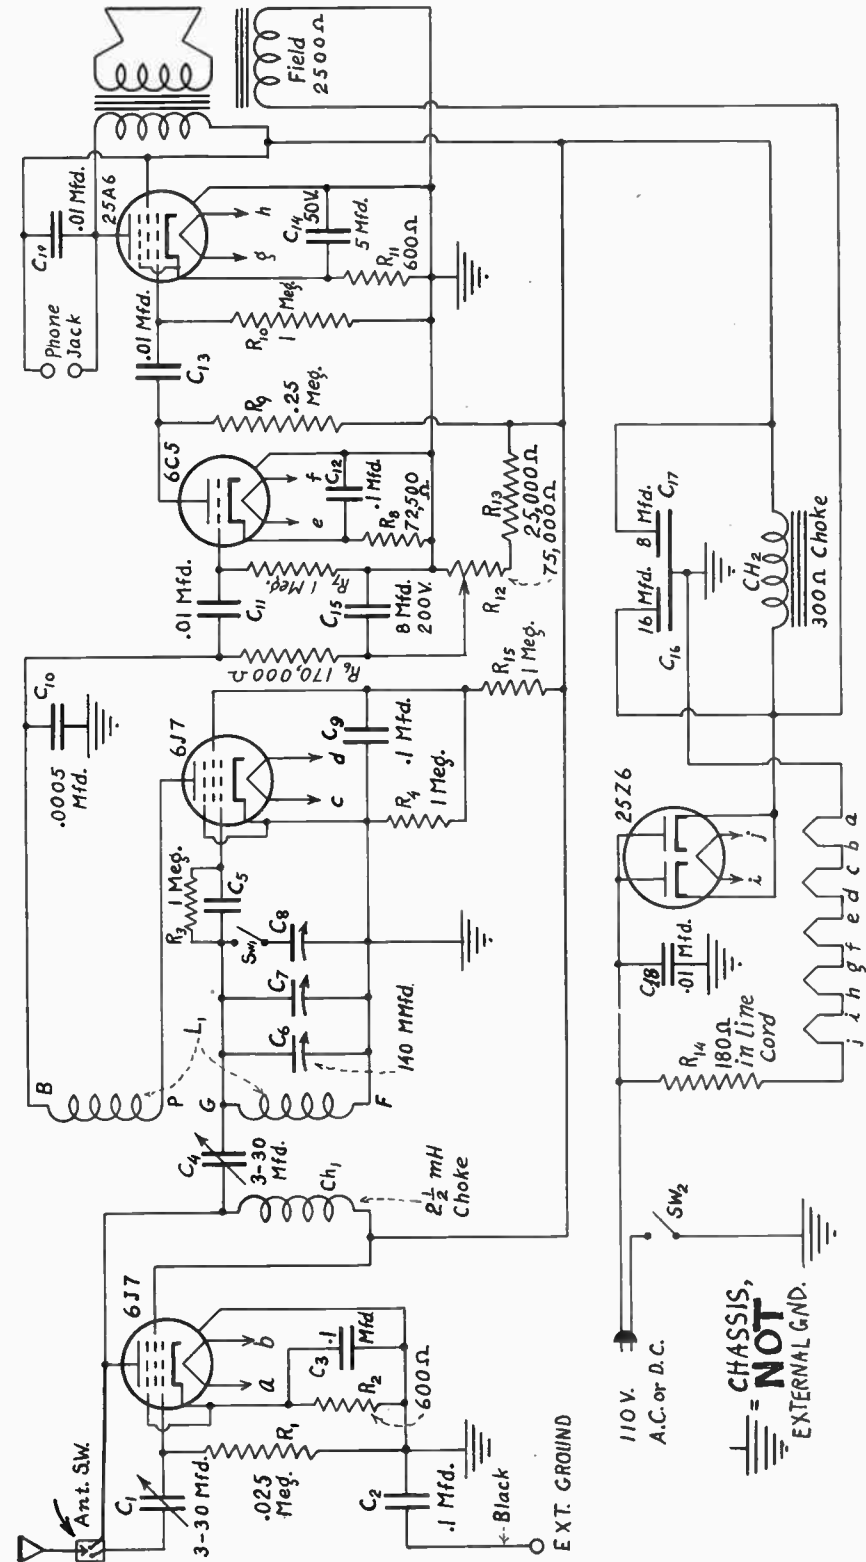 Ant. SW.
C₁
3-30 Mfd.
6J7
R₁
.025
Meg.
a
b
C₃ .1
Mfd
R₂
600Ω
C₂
.1 Mfd.
Black
EXT. GROUND
C₄
3-30
Mfd.
Ch₁
2½ mH
Choke
B
P
L₁
G
F
C₆
140 MMfd.
C₇
SW₁
C₈
R₃
1 Meg.
C₅
6J7
c
d
C₉
.1 Mfd.
R₄
1 Meg.
C₁₀
.0005
Mfd.
R₆ 170,000Ω
.01 Mfd.
C₁₁
R₇
1 Meg.
C₁₅
8 Mfd.
200V.
R₁₅
1 Meg.
R₁₂
R₁₃
25,000Ω
75,000Ω
6C5
e
f
C₁₂
.1 Mfd.
R₈
72,500
Ω
R₉
.25
Meg.
.01 Mfd.
C₁₃
R₁₀
1
Meg.
Phone
Jack
C₁₉
.01 Mfd.
25A6
g
h
C₁₄
50V.
5 Mfd.
R₁₁
600Ω
Field
2500Ω
110V.
A.C. or D.C.
SW₂
= CHASSIS,
NOT
EXTERNAL GND.
R₁₄
180Ω
in line
Cord
C₁₈
.01 Mfd.
25Z6
i
j
j i h g f e d c b a
16 Mfd.
8 Mfd.
C₁₆
C₁₇
CH₂
300Ω Choke